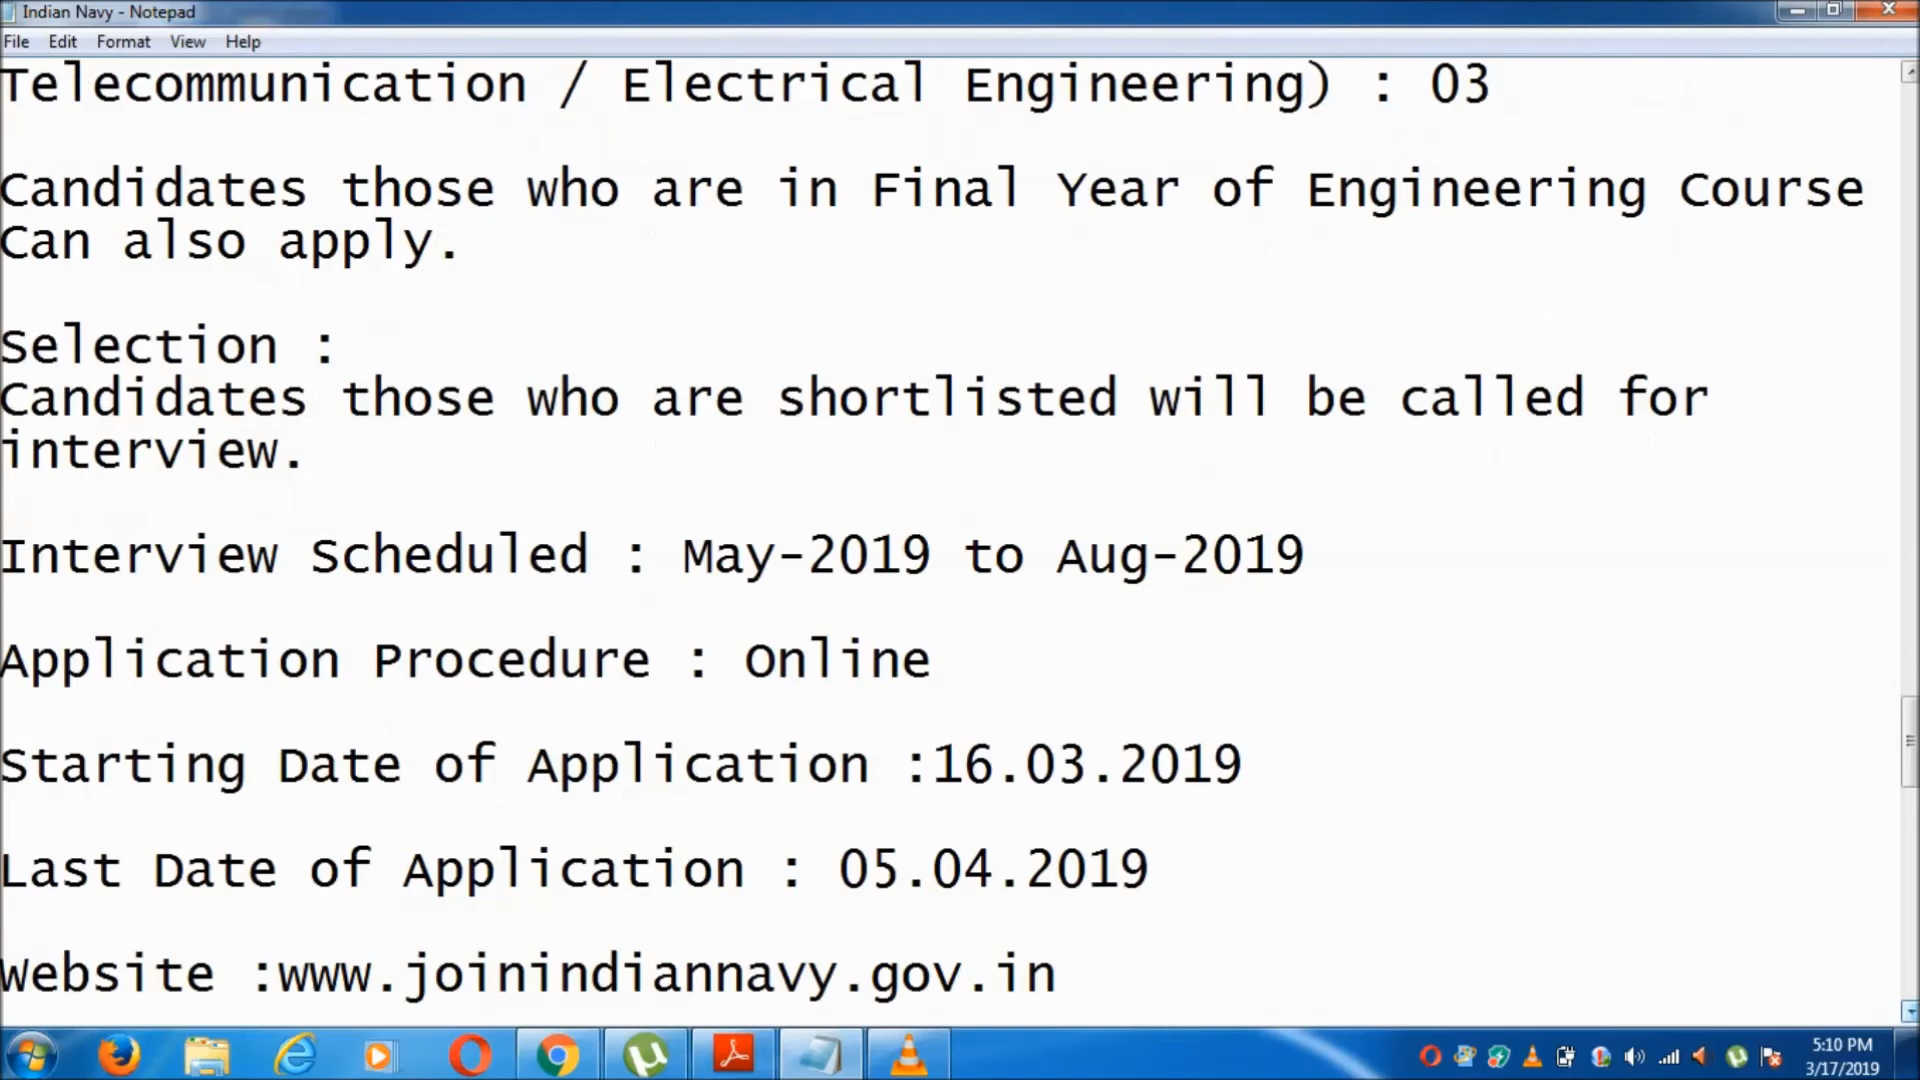 Indian Navy - Notepad
File Edit Format View Help
Telecommunication / Electrical Engineering) : 03
Candidates those who are in Final Year of Engineering Course
Can also apply.
Selection :
Candidates those who are shortlisted will be called for
interview.
Interview Scheduled : May-2019 to Aug-2019
Application Procedure : Online
Starting Date of Application :16.03.2019
Last Date of Application : 05.04.2019
Website :www.joinindiannavy.gov.in
5:10 PM
3/17/2019